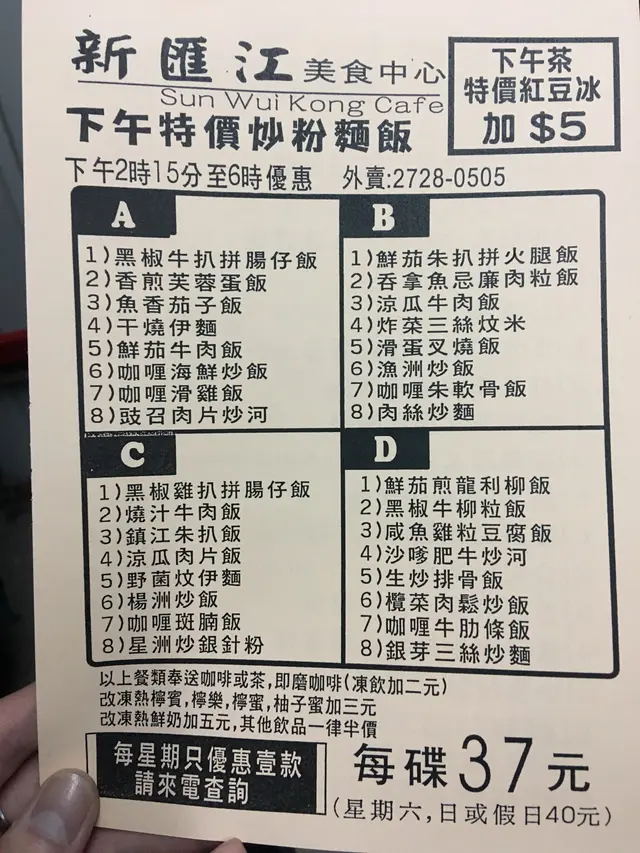 新匯江美食中心
Sun Wui Kong Cafe
下午特價炒粉麵飯
下午茶
特價紅豆冰
加 $5
下午2時15分至6時優惠 外賣:2728-0505
A
1)黑椒牛扒拼腸仔飯
2)香煎芙蓉蛋飯
3)魚香茄子飯
4)干燒伊麵
5)鮮茄牛肉飯
6)咖喱海鮮炒飯
7)咖喱滑雞飯
8)豉召肉片炒河
B
1)鮮茄朱扒拼火腿飯
2)吞拿魚忌廉肉粒飯
3)涼瓜牛肉飯
4)炸菜三絲炆米
5)滑蛋叉燒飯
6)漁洲炒飯
7)咖喱朱軟骨飯
8)肉絲炒麵
C
1)黑椒雞扒拼腸仔飯
2)燒汁牛肉飯
3)鎮江朱扒飯
4)涼瓜肉片飯
5)野菌炆伊麵
6)楊洲炒飯
7)咖喱斑腩飯
8)星洲炒銀針粉
D
1)鮮茄煎龍利柳飯
2)黑椒牛柳粒飯
3)咸魚雞粒豆腐飯
4)沙嗲肥牛炒河
5)生炒排骨飯
6)欖菜肉鬆炒飯
7)咖喱牛肋條飯
8)銀芽三絲炒麵
以上餐類奉送咖啡或茶,即磨咖啡(凍飲加二元)
改凍熱檸賓,檸樂,檸蜜,柚子蜜加三元
改凍熱鮮奶加五元,其他飲品一律半價
每星期只優惠壹款
請來電查詢
每碟37元
(星期六,日或假日40元)